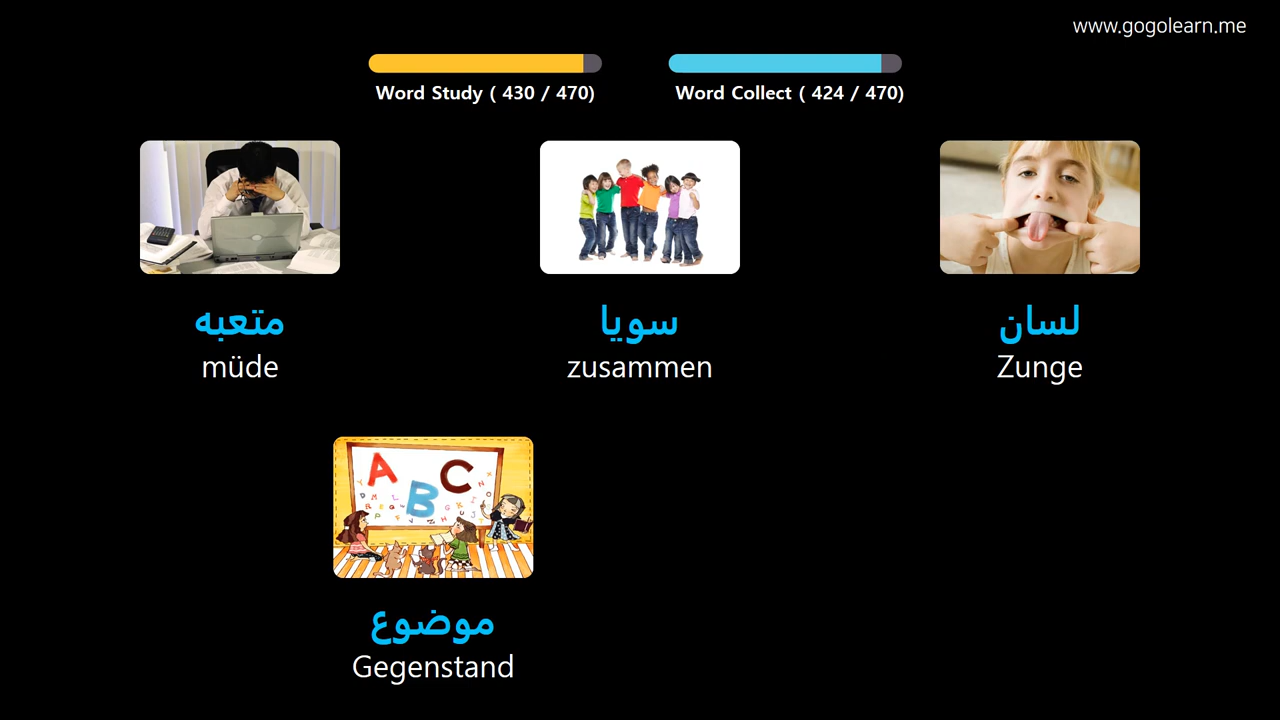 www.gogolearn.me
Word Study ( 430 / 470)
Word Collect ( 424 / 470)
متعبه
müde
سويا
zusammen
لسان
Zunge
A B C
موضوع
Gegenstand